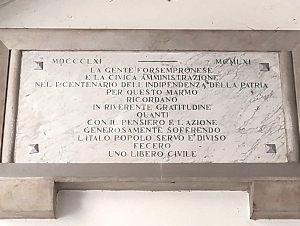 MDCCCLXI MCMLXI
LA GENTE FORSEMPRONESE
E LA CIVICA AMMINISTRAZIONE
NEL I° CENTENARIO DELL'INDIPENDENZA DELLA PATRIA
PER QUESTO MARMO
RICORDANO
IN RIVERENTE GRATITUDINE
QUANTI
CON IL PENSIERO E L'AZIONE
GENEROSAMENTE SOFFRENDO
L'ITALO POPOLO SERVO E DIVISO
FECERO
UNO LIBERO CIVILE